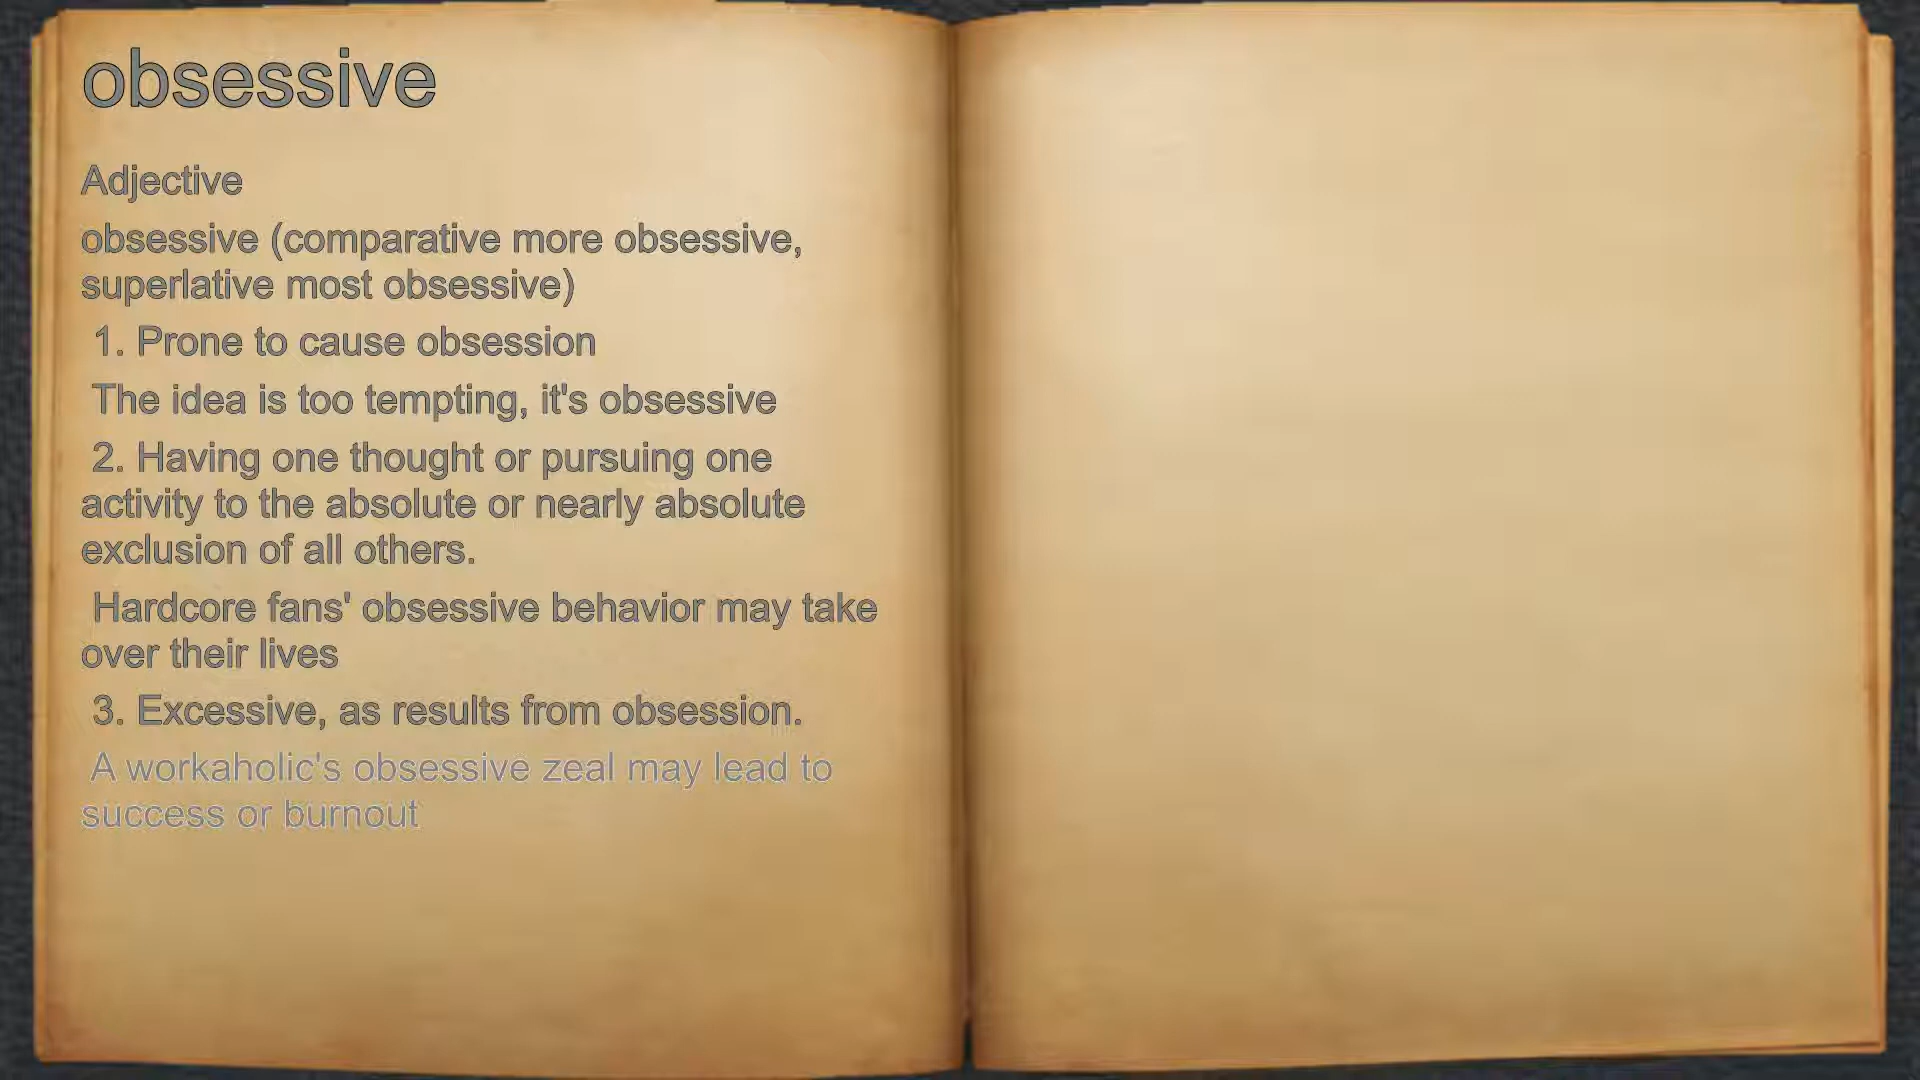 obsessive
Adjective
obsessive (comparative more obsessive,
superlative most obsessive)
1. Prone to cause obsession
The idea is too tempting, it's obsessive
2. Having one thought or pursuing one
activity to the absolute or nearly absolute
exclusion of all others.
Hardcore fans' obsessive behavior may take
over their lives
3. Excessive, as results from obsession.
A workaholic's obsessive zeal may lead to
success or burnout